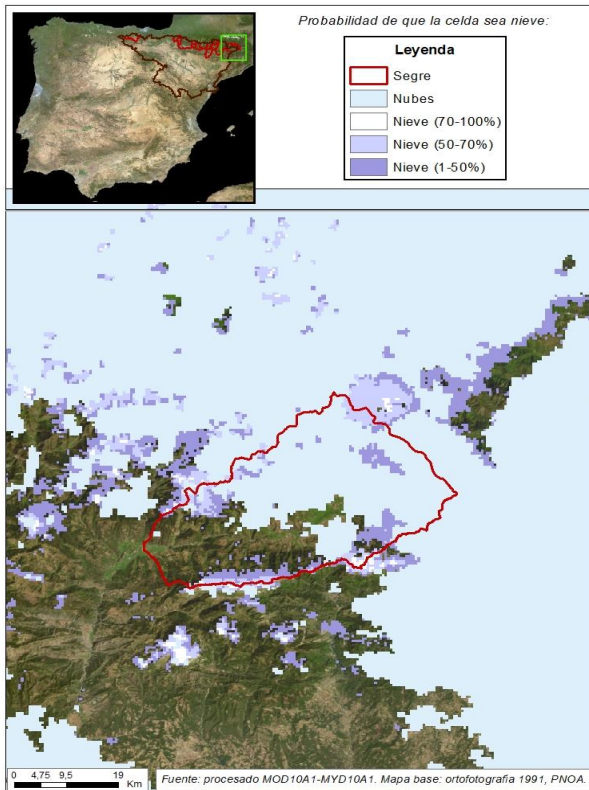 Probabilidad de que la celda sea nieve:
Leyenda
Segre
Nubes
Nieve (70-100%)
Nieve (50-70%)
Nieve (1-50%)
0 4,75 9,5 19
Km
Fuente: procesado MOD10A1-MYD10A1. Mapa base: ortofotografia 1991, PNOA.